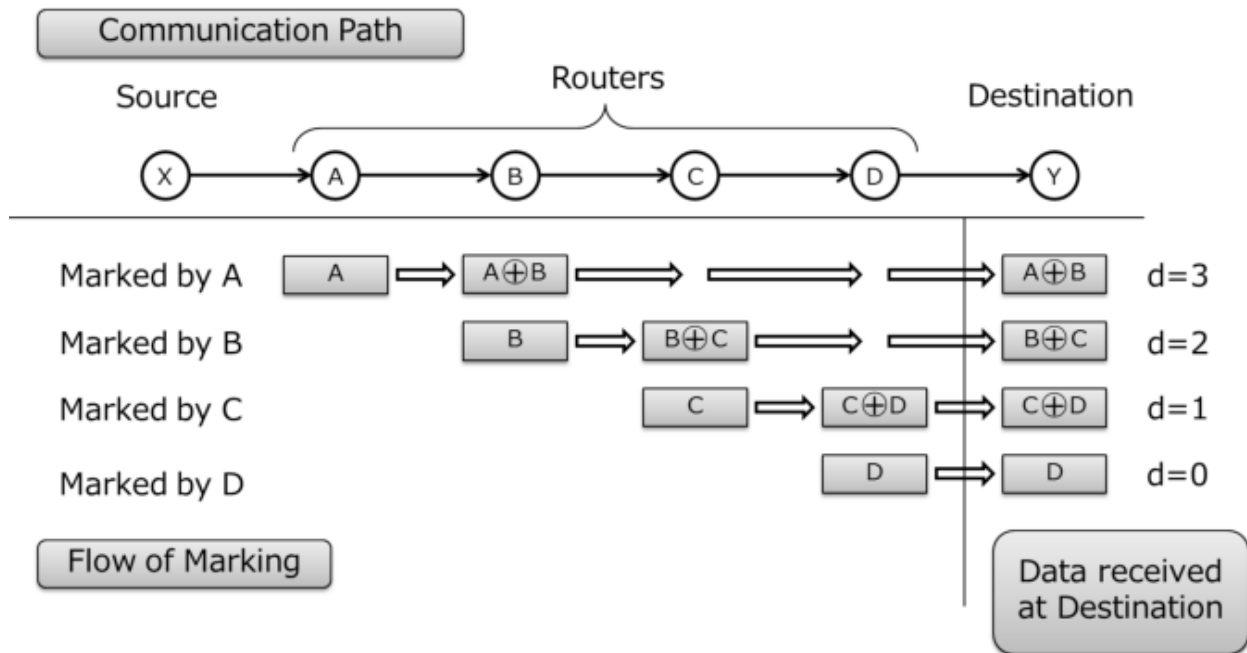 Communication Path
Source
Routers
Destination
X
A
B
C
D
Y
Marked by A
A
A⊕B
A⊕B
d=3
Marked by B
B
B⊕C
B⊕C
d=2
Marked by C
C
C⊕D
C⊕D
d=1
Marked by D
D
D
d=0
Flow of Marking
Data received
at Destination